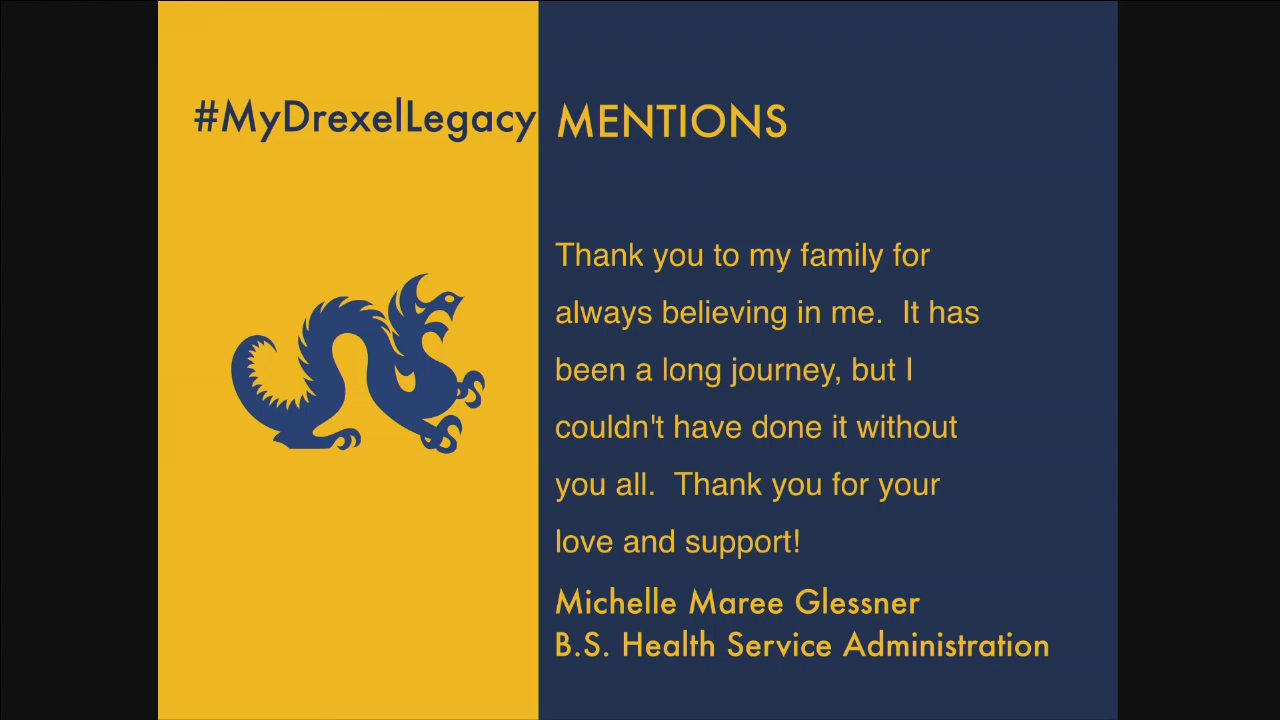 #MyDrexelLegacy MENTIONS
Thank you to my family for
always believing in me.  It has
been a long journey, but I
couldn't have done it without
you all.  Thank you for your
love and support!
Michelle Maree Glessner
B.S. Health Service Administration